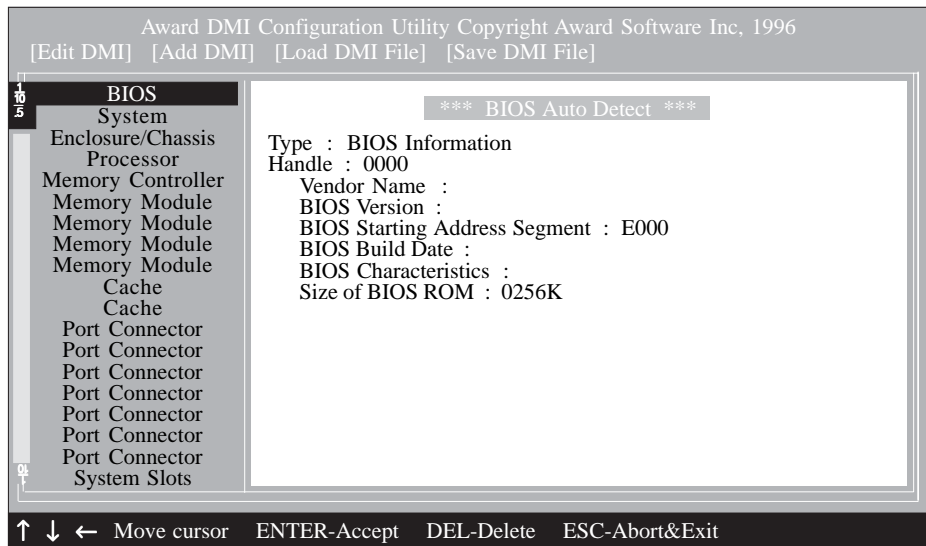 Award DMI Configuration Utility Copyright Award Software Inc, 1996
[Edit DMI] [Add DMI] [Load DMI File] [Save DMI File]
BIOS
System
Enclosure/Chassis
Processor
Memory Controller
Memory Module
Memory Module
Memory Module
Memory Module
Cache
Cache
Port Connector
Port Connector
Port Connector
Port Connector
Port Connector
Port Connector
Port Connector
System Slots
*** BIOS Auto Detect ***
Type : BIOS Information
Handle : 0000
Vendor Name :
BIOS Version :
BIOS Starting Address Segment : E000
BIOS Build Date :
BIOS Characteristics :
Size of BIOS ROM : 0256K
↑ ↓ ← Move cursor ENTER-Accept DEL-Delete ESC-Abort&Exit